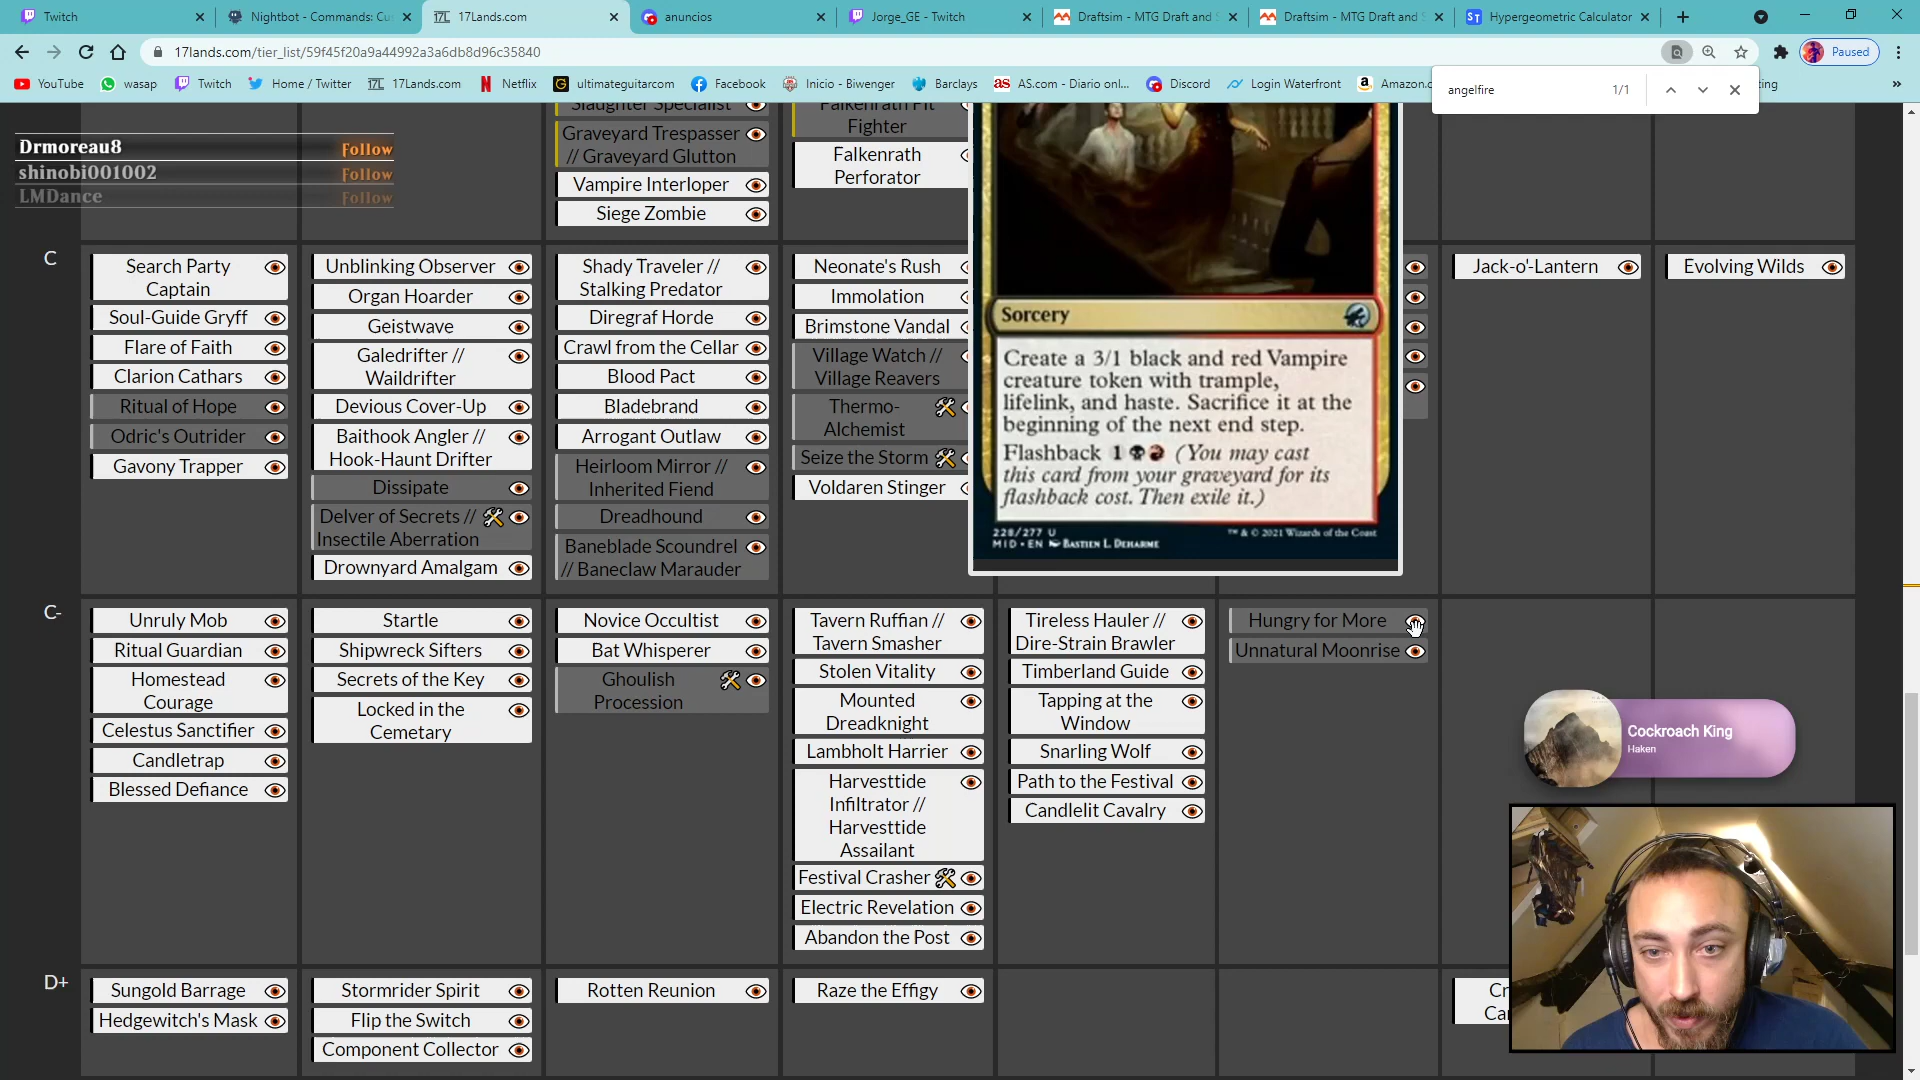 Twitch
Nightbot - Commands: Cu
17Lands.com
anuncios
Jorge_GE - Twitch
Draftsim - MTG Draft and
Draftsim - MTG Draft and S
Hypergeometric Calculator
17lands.com/tier_list/59f45f20a9a44992a3a6db8d96c35840
Paused
YouTube
wasap
Twitch
Home / Twitter
17Lands.com
Netflix
ultimateguitarcom
Facebook
Inicio - Biwenger
Barclays
AS.com - Diario onl...
Discord
Login Waterfront
Amazon.c
angelfire
1/1
Drmoreau8 Follow
shinobi001002 Follow
LMDance Follow
Slaughter Specialist
Graveyard Trespasser
// Graveyard Glutton
Vampire Interloper
Siege Zombie
Falkenrath Pit
Fighter
Falkenrath
Perforator
C
Search Party
Captain
Soul-Guide Gryff
Flare of Faith
Clarion Cathars
Ritual of Hope
Odric's Outrider
Gavony Trapper
Unblinking Observer
Organ Hoarder
Geistwave
Galedrifter //
Waildrifter
Devious Cover-Up
Baithook Angler //
Hook-Haunt Drifter
Dissipate
Delver of Secrets //
Insectile Aberration
Drownyard Amalgam
Shady Traveler //
Stalking Predator
Diregraf Horde
Crawl from the Cellar
Blood Pact
Bladebrand
Arrogant Outlaw
Heirloom Mirror //
Inherited Fiend
Dreadhound
Baneblade Scoundrel
// Baneclaw Marauder
Neonate's Rush
Immolation
Brimstone Vandal
Village Watch //
Village Reavers
Thermo-
Alchemist
Seize the Storm
Voldaren Stinger
Sorcery
Create a 3/1 black and red Vampire
creature token with trample,
lifelink, and haste. Sacrifice it at the
beginning of the next end step.
Flashback 1 (You may cast
this card from your graveyard for its
flashback cost. Then exile it.)
228/277 U
MID • EN Bastien L. Deharme
™ & © 2021 Wizards of the Coast
Jack-o'-Lantern
Evolving Wilds
C-
Unruly Mob
Ritual Guardian
Homestead
Courage
Celestus Sanctifier
Candletrap
Blessed Defiance
Startle
Shipwreck Sifters
Secrets of the Key
Locked in the
Cemetary
Novice Occultist
Bat Whisperer
Ghoulish
Procession
Tavern Ruffian //
Tavern Smasher
Stolen Vitality
Mounted
Dreadknight
Lambholt Harrier
Harvesttide
Infiltrator //
Harvesttide
Assailant
Festival Crasher
Electric Revelation
Abandon the Post
Tireless Hauler //
Dire-Strain Brawler
Timberland Guide
Tapping at the
Window
Snarling Wolf
Path to the Festival
Candlelit Cavalry
Hungry for More
Unnatural Moonrise
Cockroach King
Haken
D+
Sungold Barrage
Hedgewitch's Mask
Stormrider Spirit
Flip the Switch
Component Collector
Rotten Reunion
Raze the Effigy